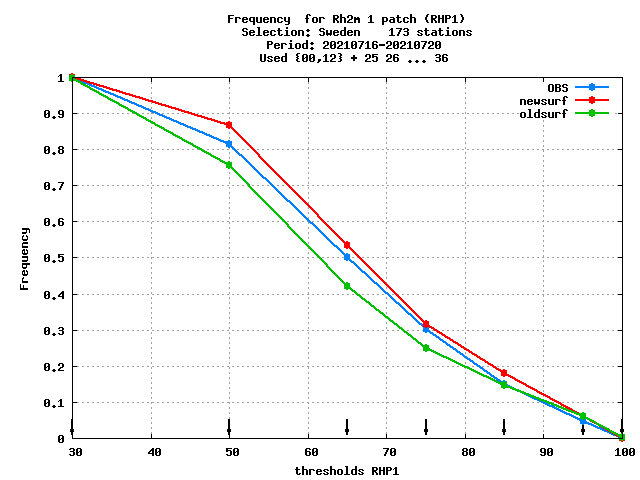 Frequency  for Rh2m 1 patch (RHP1)
Selection: Sweden    173 stations
Period: 20210716-20210720
Used {00,12} + 25 26 ... 36
OBS
newsurf
oldsurf
1
0.9
0.8
0.7
0.6
0.5
0.4
0.3
0.2
0.1
0
Frequency
30 40 50 60 70 80 90 100
thresholds RHP1